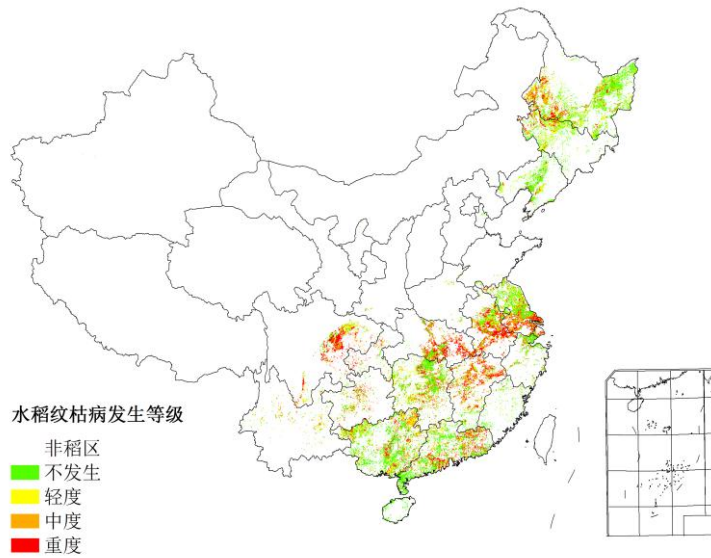 水稻纹枯病发生等级
非稻区
不发生
轻度
中度
重度